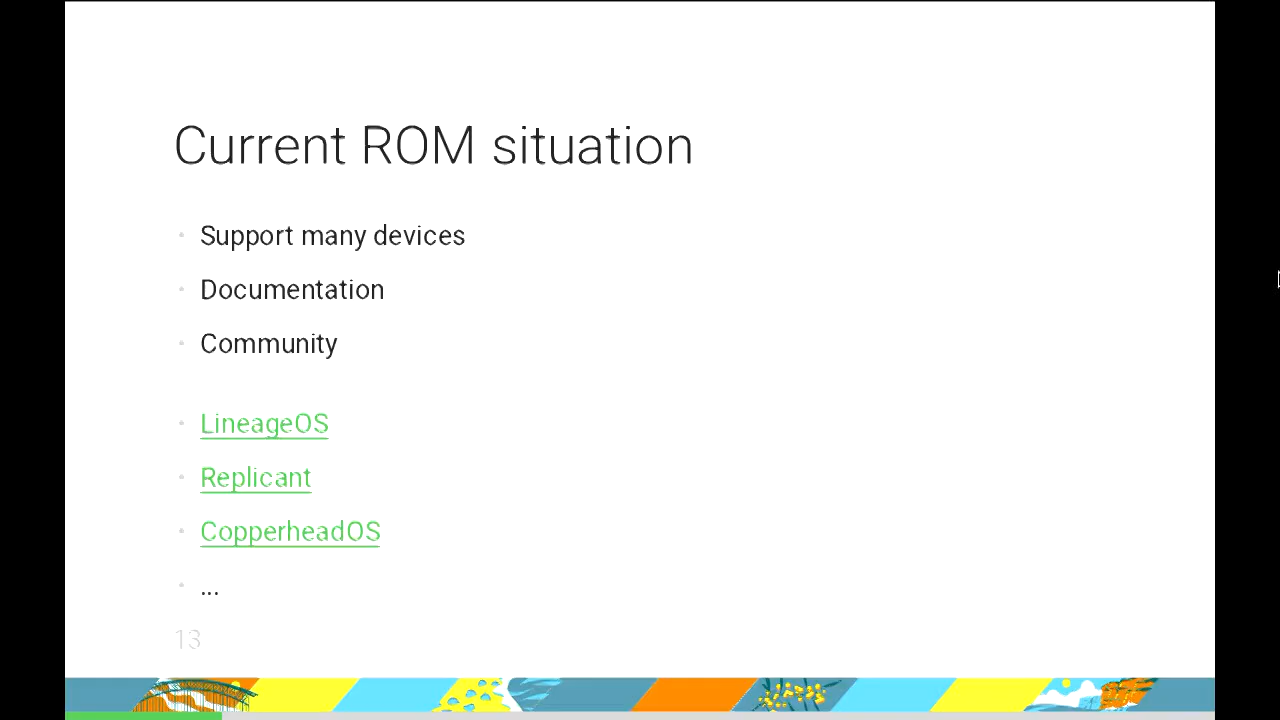 Current ROM situation
Support many devices
Documentation
Community
LineageOS
Replicant
CopperheadOS
...
13